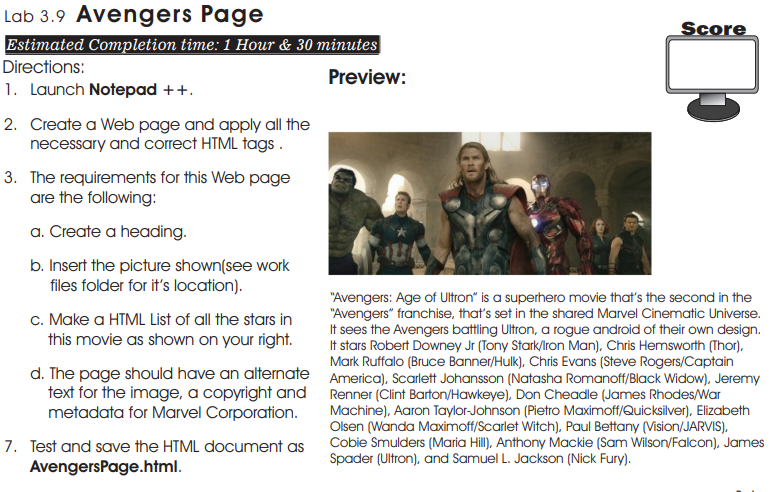 Lab 3.9 Avengers Page
Score
Estimated Completion time: 1 Hour & 30 minutes
Directions:
1. Launch Notepad ++.
2. Create a Web page and apply all the
necessary and correct HTML tags .
3. The requirements for this Web page
are the following:
a. Create a heading.
b. Insert the picture shown(see work
files folder for it's location).
c. Make a HTML List of all the stars in
this movie as shown on your right.
d. The page should have an alternate
text for the image, a copyright and
metadata for Marvel Corporation.
7. Test and save the HTML document as
AvengersPage.html.
Preview:
"Avengers: Age of Ultron" is a superhero movie that's the second in the
"Avengers" franchise, that's set in the shared Marvel Cinematic Universe.
It sees the Avengers battling Ultron, a rogue android of their own design.
It stars Robert Downey Jr (Tony Stark/Iron Man), Chris Hemsworth (Thor),
Mark Ruffalo (Bruce Banner/Hulk), Chris Evans (Steve Rogers/Captain
America), Scarlett Johansson (Natasha Romanoff/Black Widow), Jeremy
Renner (Clint Barton/Hawkeye), Don Cheadle (James Rhodes/War
Machine), Aaron Taylor-Johnson (Pietro Maximoff/Quicksilver), Elizabeth
Olsen (Wanda Maximoff/Scarlet Witch), Paul Bettany (Vision/JARVIS),
Cobie Smulders (Maria Hill), Anthony Mackie (Sam Wilson/Falcon), James
Spader (Ultron), and Samuel L. Jackson (Nick Fury).